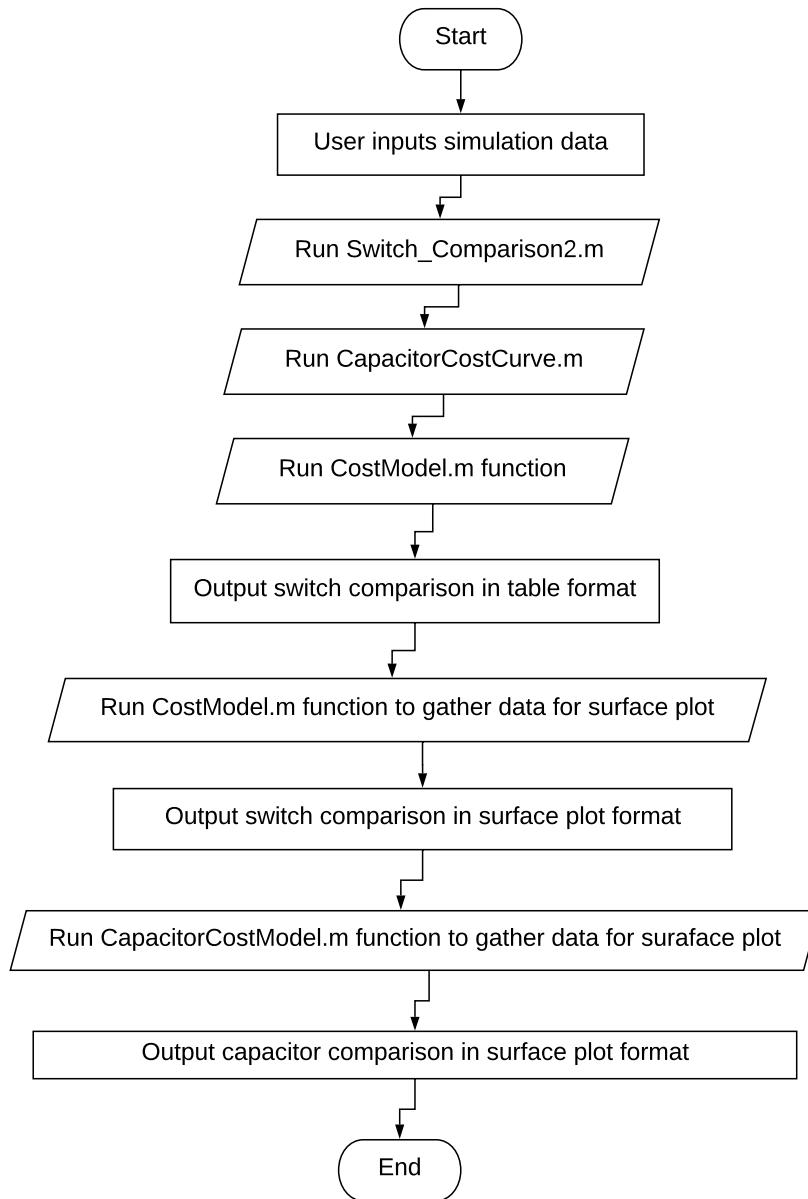 Start
User inputs simulation data
Run Switch_Comparison2.m
Run CapacitorCostCurve.m
Run CostModel.m function
Output switch comparison in table format
Run CostModel.m function to gather data for surface plot
Output switch comparison in surface plot format
Run CapacitorCostModel.m function to gather data for suraface plot
Output capacitor comparison in surface plot format
End